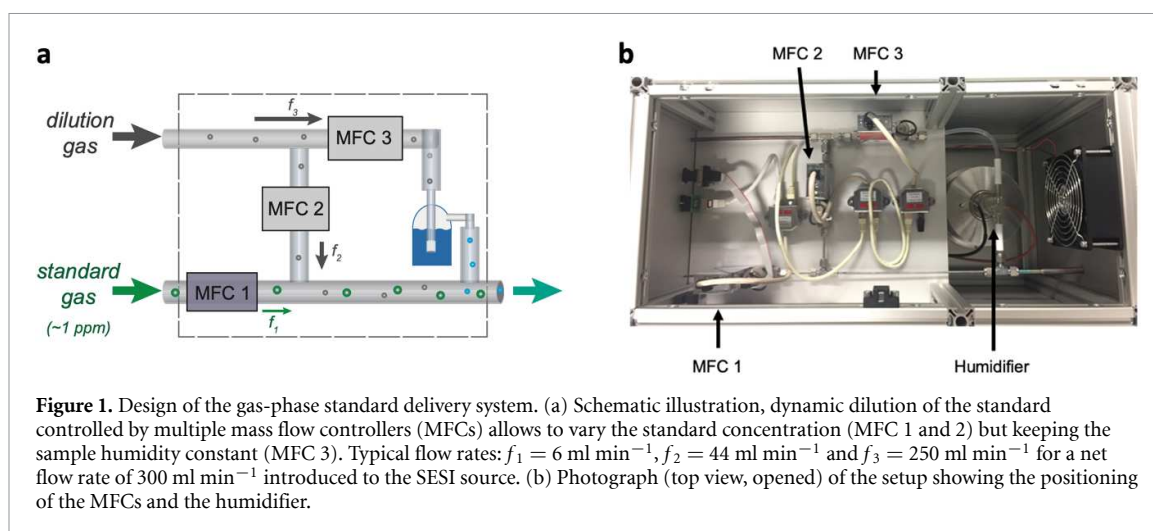 a
dilution
gas
f₃
MFC 3
MFC 2
f₂
standard
gas
(~1 ppm)
MFC 1
f₁
b
MFC 2
MFC 3
MFC 1
Humidifier
Figure 1. Design of the gas-phase standard delivery system. (a) Schematic illustration, dynamic dilution of the standard
controlled by multiple mass flow controllers (MFCs) allows to vary the standard concentration (MFC 1 and 2) but keeping the
sample humidity constant (MFC 3). Typical flow rates: f₁ = 6 ml min⁻¹, f₂ = 44 ml min⁻¹ and f₃ = 250 ml min⁻¹ for a net
flow rate of 300 ml min⁻¹ introduced to the SESI source. (b) Photograph (top view, opened) of the setup showing the positioning
of the MFCs and the humidifier.